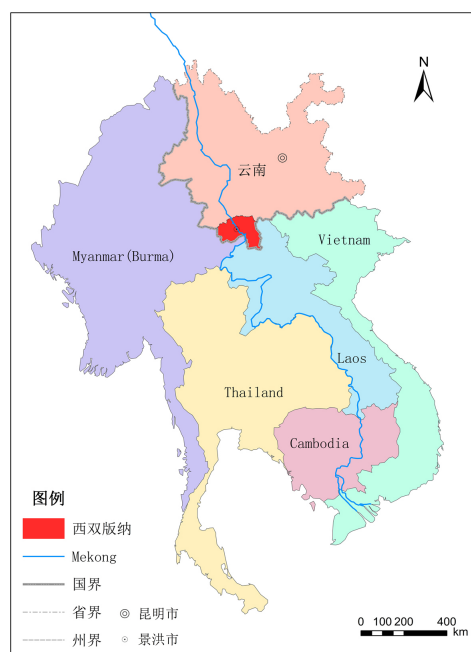 N
云南
Vietnam
Myanmar(Burma)
Laos
Thailand
Cambodia
图例
西双版纳
Mekong
国界
省界
昆明市
州界
景洪市
0 100 200 400
km